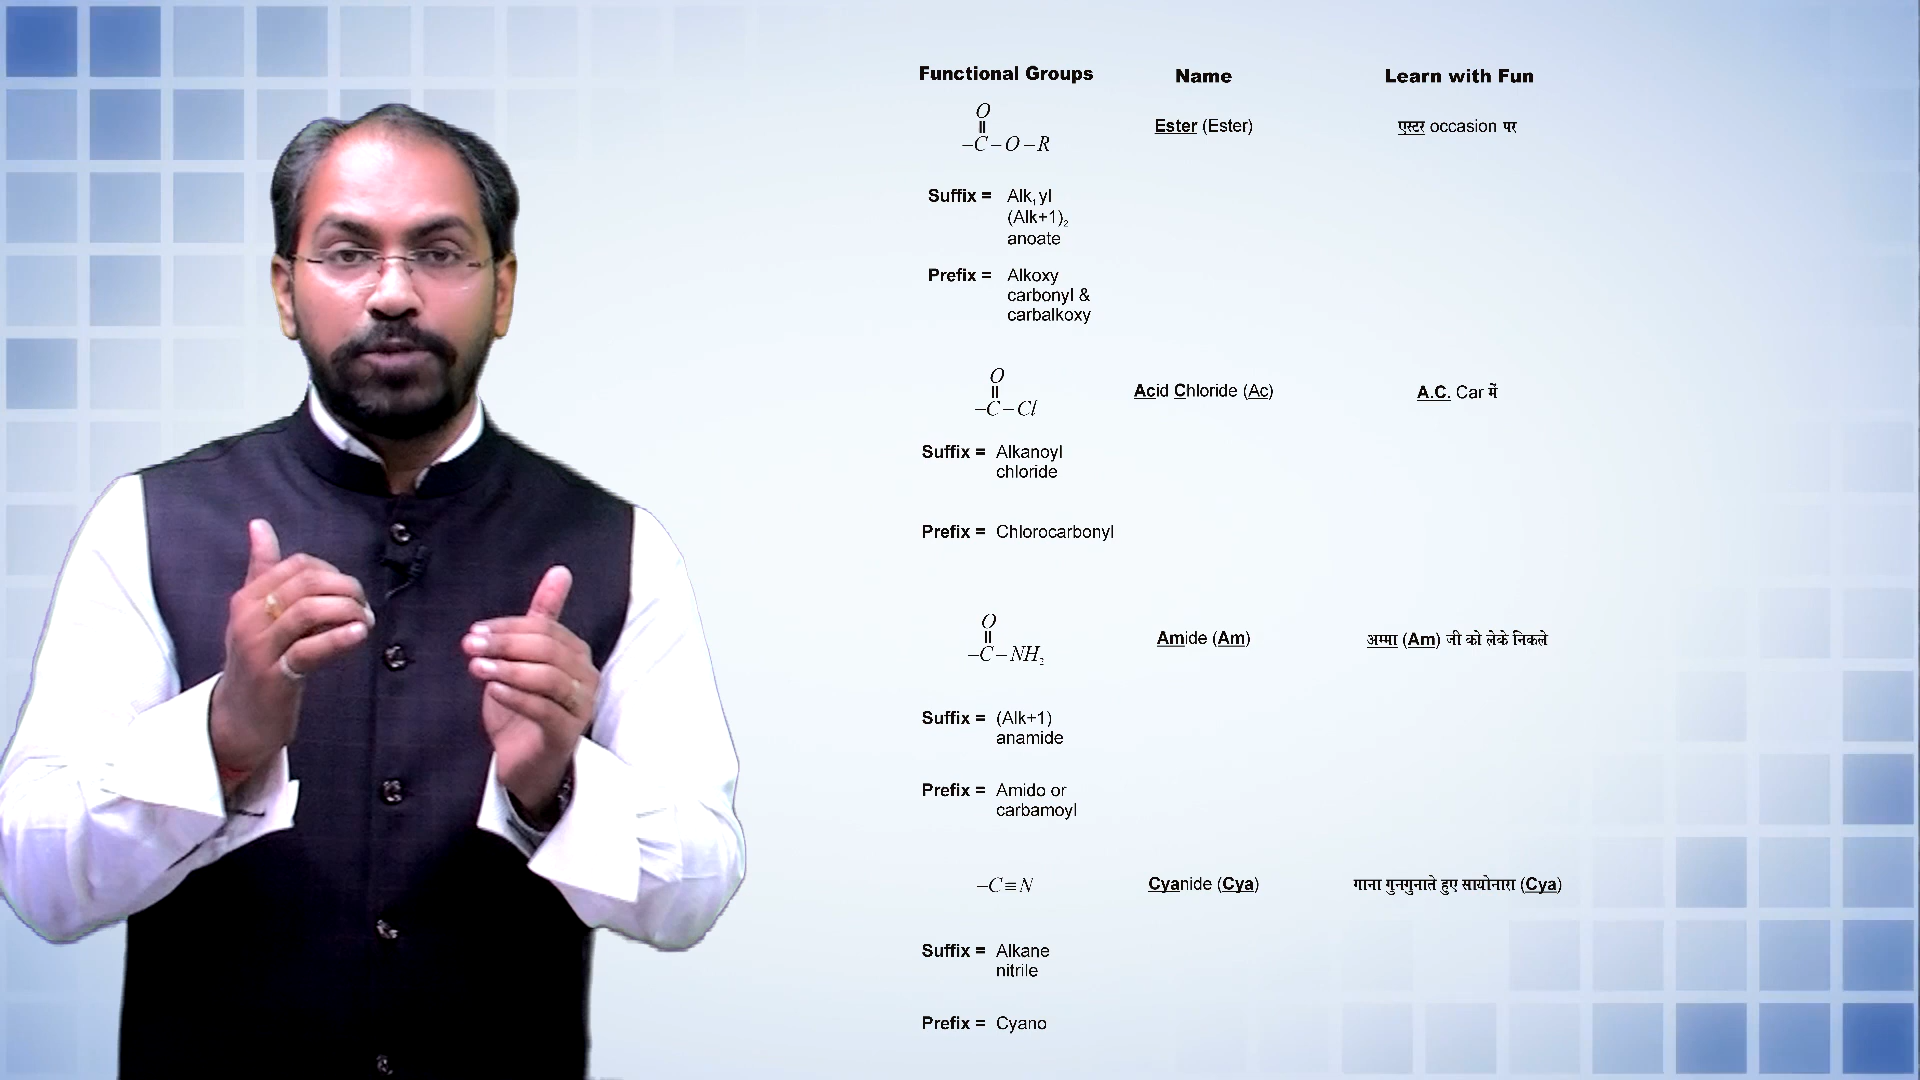 Functional Groups Name Learn with Fun
O
||
–C–O–R Ester (Ester) एस्टर occasion पर
Suffix = Alk₁yl
(Alk+1)₂
anoate
Prefix = Alkoxy
carbonyl &
carbalkoxy
O
||
–C–Cl Acid Chloride (Ac) A.C. Car में
Suffix = Alkanoyl
chloride
Prefix = Chlorocarbonyl
O
||
–C–NH₂ Amide (Am) अम्मा (Am) जी को लेके निकले
Suffix = (Alk+1)
anamide
Prefix = Amido or
carbamoyl
–C≡N Cyanide (Cya) गाना गुनगुनाते हुए सायोनारा (Cya)
Suffix = Alkane
nitrile
Prefix = Cyano